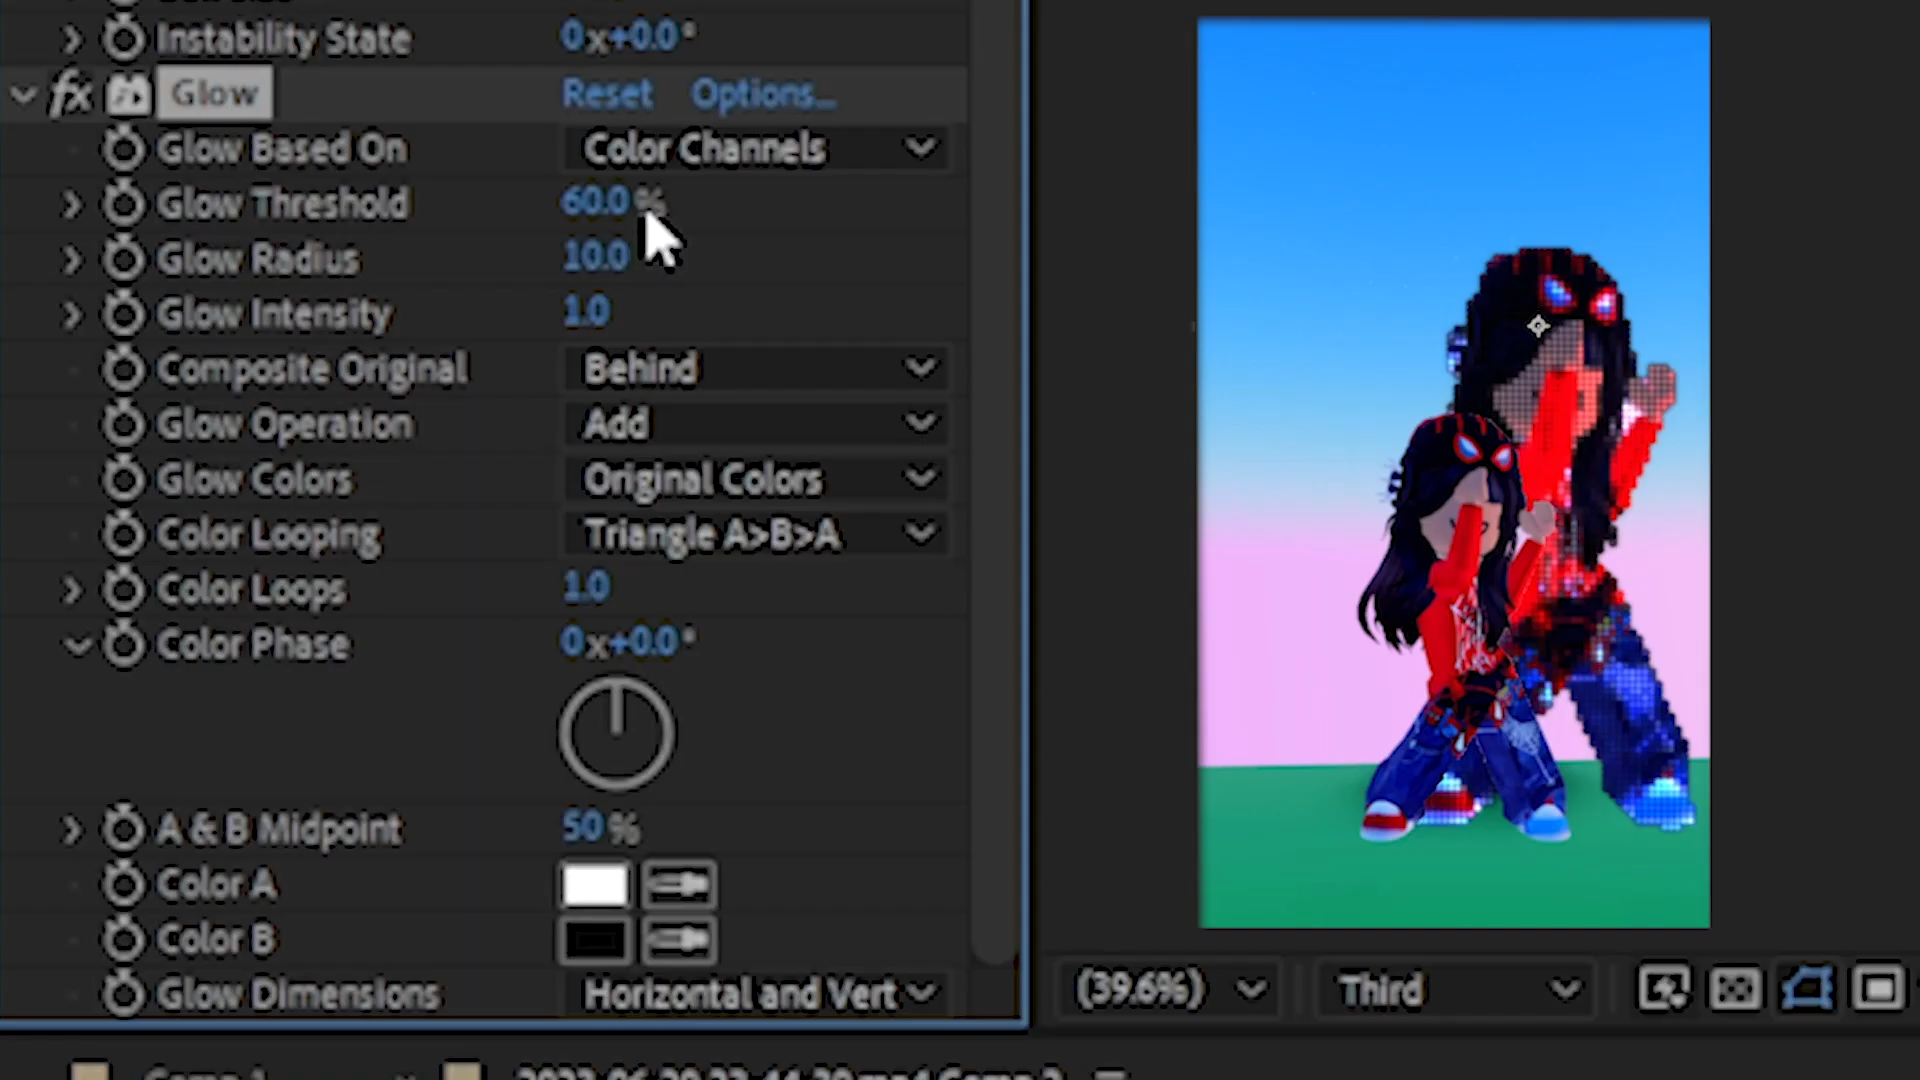 Instability State 0x+0.0°
fx Glow Reset Options...
Glow Based On Color Channels
Glow Threshold 60.0 %
Glow Radius 10.0
Glow Intensity 1.0
Composite Original Behind
Glow Operation Add
Glow Colors Original Colors
Color Looping Triangle A>B>A
Color Loops 1.0
Color Phase 0x+0.0°
A & B Midpoint 50 %
Color A
Color B
Glow Dimensions Horizontal and Vert
(39.6%) Third